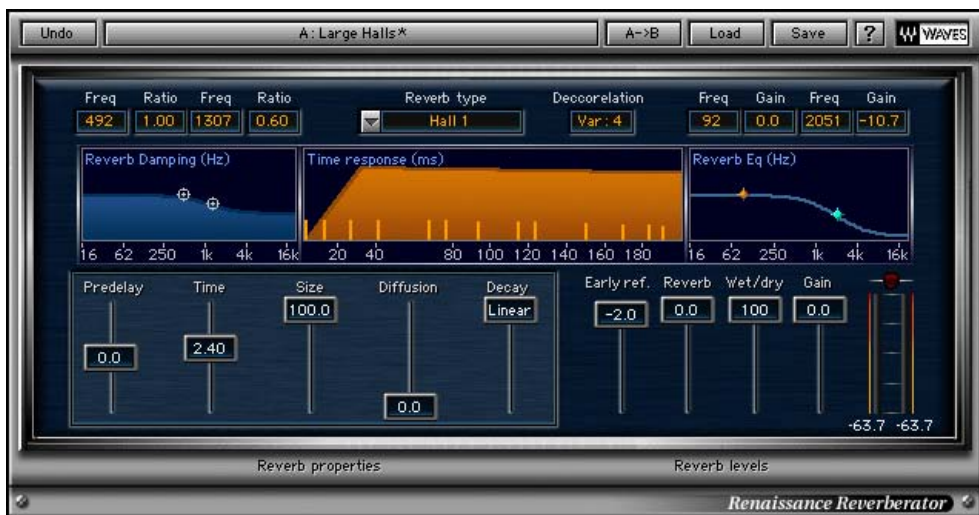 Undo A: Large Halls* A->B Load Save ? WAVES
Freq Ratio Freq Ratio Reverb type Deccorelation Freq Gain Freq Gain
492 1.00 1307 0.60 Hall 1 Var: 4 92 0.0 2051 -10.7
Reverb Damping (Hz) Time response (ms) Reverb Eq (Hz)
16 62 250 1k 4k 16k 20 40 80 100 120 140 160 180 16 62 250 1k 4k 16k
Predelay Time Size Diffusion Decay Early ref. Reverb Wet/dry Gain
100.0 Linear -2.0 0.0 100 0.0
0.0 2.40
0.0
-63.7 -63.7
Reverb properties Reverb levels
Renaissance Reverberator